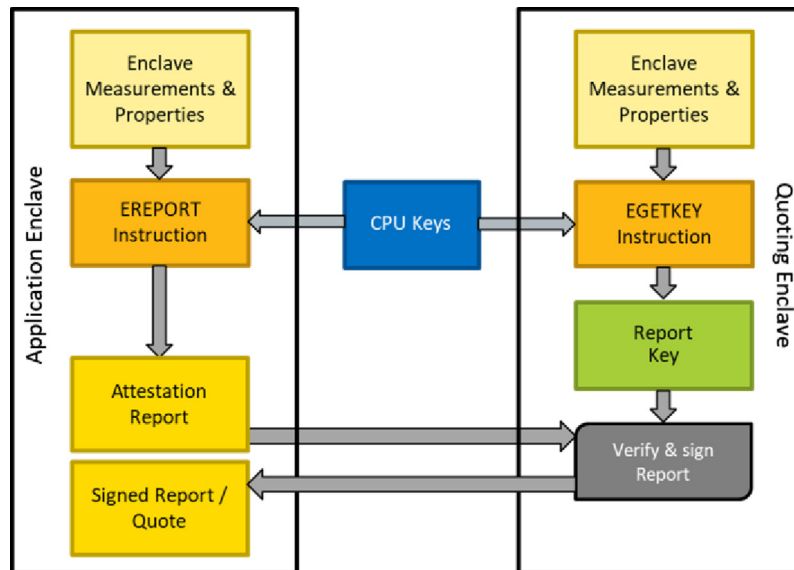 Application Enclave
Enclave
Measurements &
Properties
EREPORT
Instruction
Attestation
Report
Signed Report /
Quote
CPU Keys
Enclave
Measurements &
Properties
EGETKEY
Instruction
Report
Key
Verify & sign
Report
Quoting Enclave